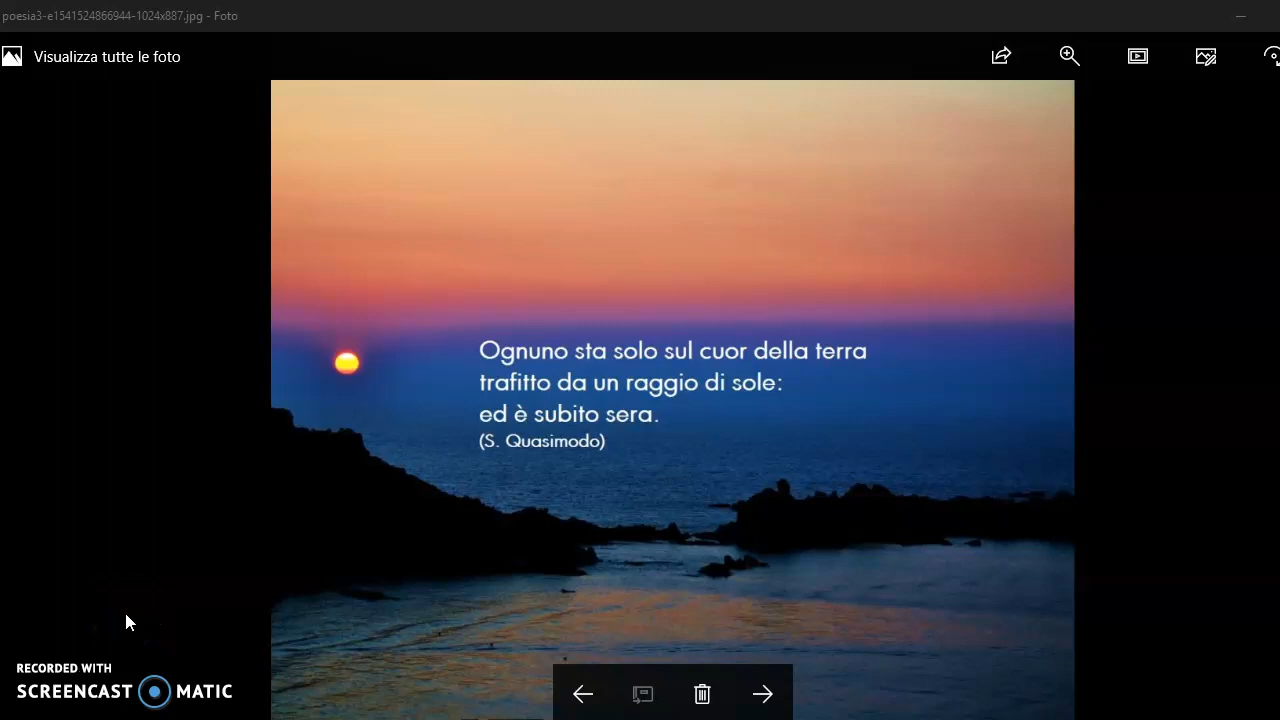 poesia3-e1541524866944-1024x887.jpg - Foto
Visualizza tutte le foto
Ognuno sta solo sul cuor della terra
trafitto da un raggio di sole:
ed è subito sera.
(S. Quasimodo)
RECORDED WITH
SCREENCAST MATIC